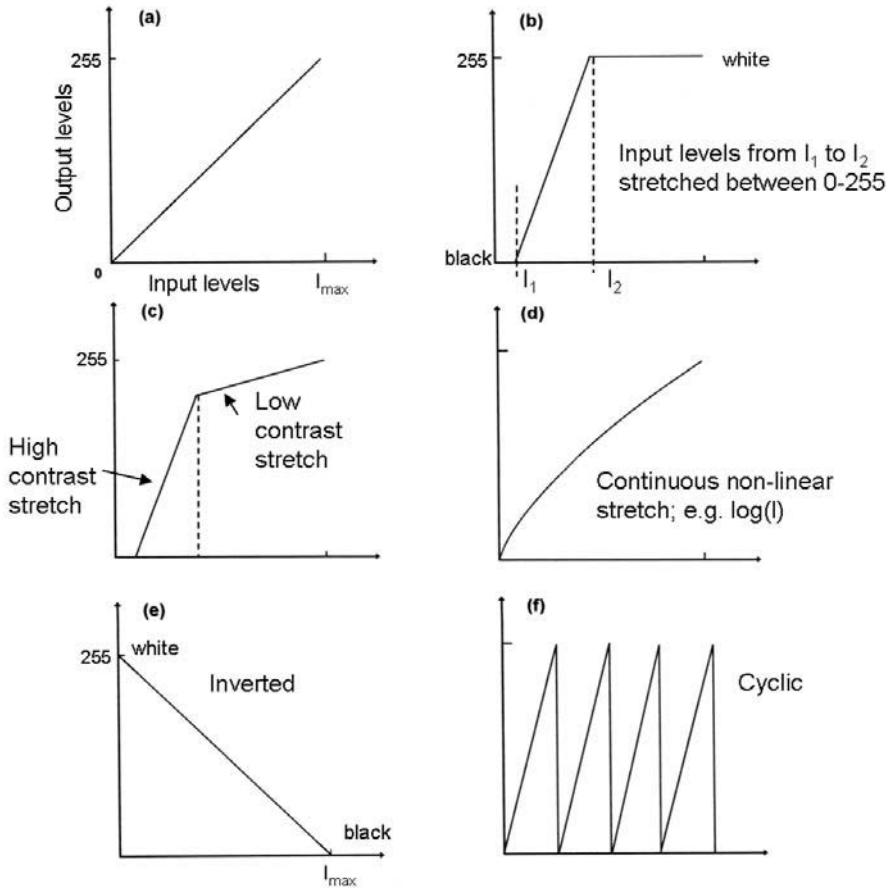 (a)
255
Output levels
0
Input levels
Imax
(b)
255
white
Input levels from I1 to I2
stretched between 0-255
black
I1
I2
(c)
255
Low
contrast
stretch
High
contrast
stretch
(d)
Continuous non-linear
stretch; e.g. log(I)
(e)
white
255
Inverted
black
Imax
(f)
Cyclic